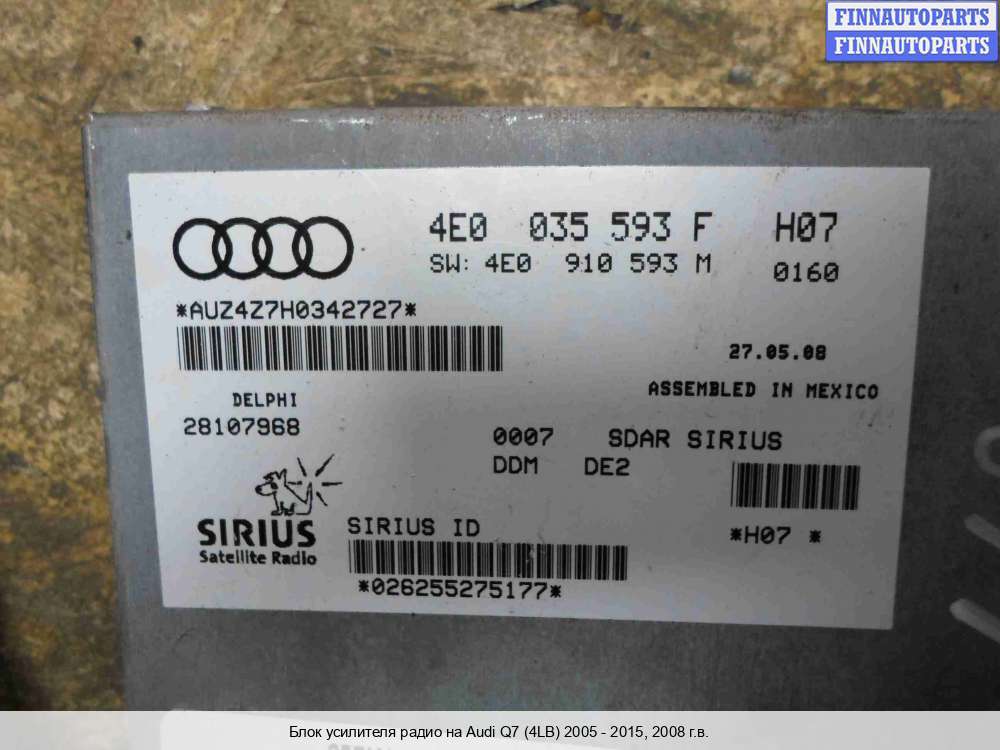 FINNAUTOPARTS
FINNAUTOPARTS
4E0 035 593 F H07
SW: 4E0 910 593 M 0160
*AUZ4Z7H0342727*
27.05.08
ASSEMBLED IN MEXICO
DELPHI
28107968
0007 SDAR SIRIUS
DDM DE2
SIRIUS
Satellite Radio
SIRIUS ID
*H07 *
*026255275177*
Блок усилителя радио на Audi Q7 (4LB) 2005 - 2015, 2008 г.в.